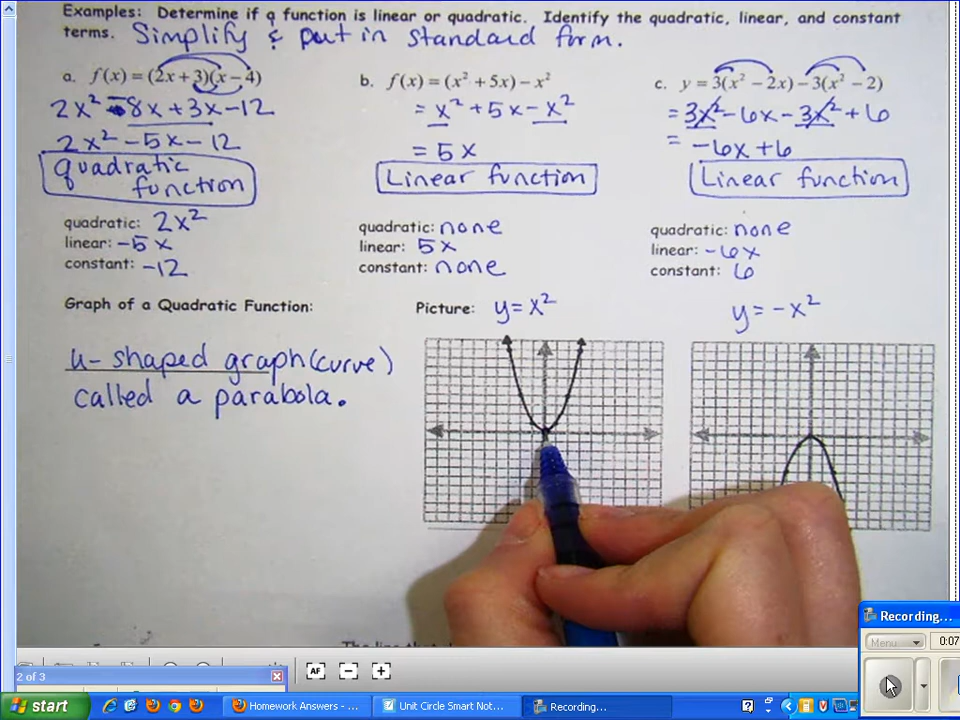 Examples: Determine if a function is linear or quadratic. Identify the quadratic, linear, and constant
terms. Simplify & put in standard form.
a. f(x) = (2x + 3)(x – 4)
2x² - 8x + 3x - 12
2x² - 5x - 12
quadratic
function
quadratic: 2x²
linear: -5x
constant: -12
b. f(x) = (x² + 5x) – x²
= x² + 5x - x²
= 5x
Linear function
quadratic: none
linear: 5x
constant: none
c. y = 3(x² – 2x) – 3(x² – 2)
= 3x² - 6x - 3x² + 6
= -6x + 6
Linear function
quadratic: none
linear: -6x
constant: 6
Graph of a Quadratic Function:
u-shaped graph (curve)
called a parabola.
Picture: y = x²
y = -x²
The line that
Recording...
Menu
0:07
2 of 3
AF
start
Homework Answers - ...
Unit Circle Smart Not...
Recording...